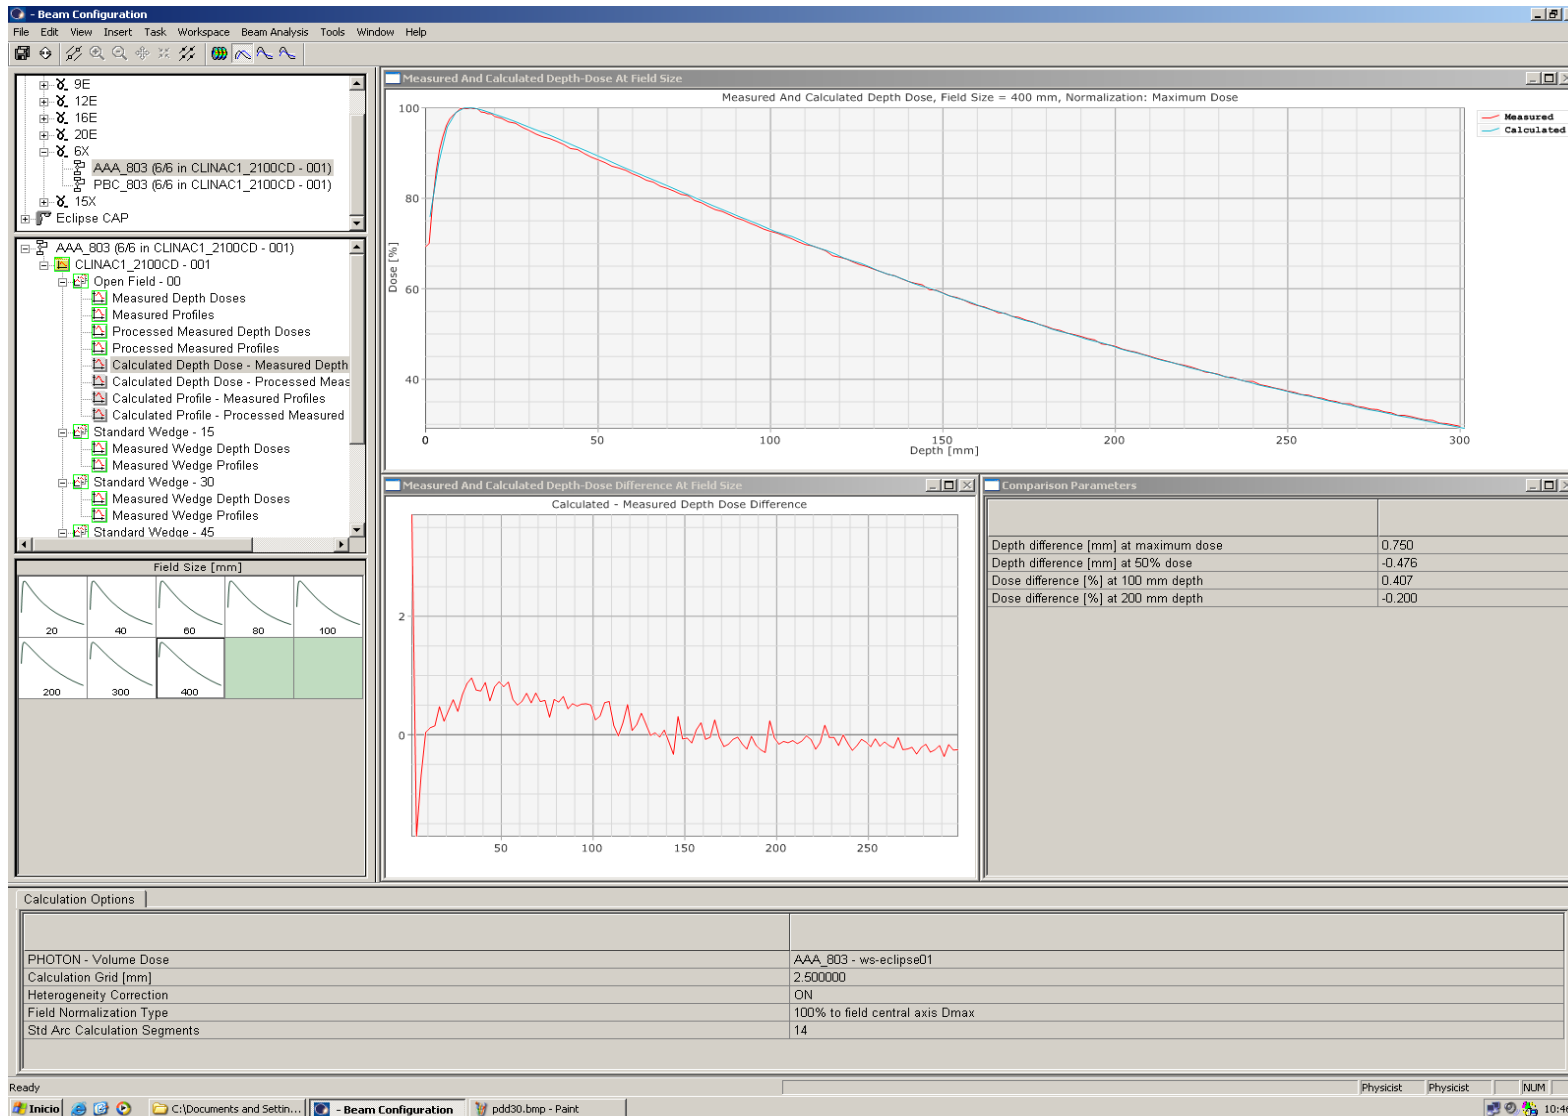 - Beam Configuration
File Edit View Insert Task Workspace Beam Analysis Tools Window Help
9E
12E
16E
20E
6X
AAA_803 (6/6 in CLINAC1_2100CD - 001)
PBC_803 (6/6 in CLINAC1_2100CD - 001)
15X
Eclipse CAP
AAA_803 (6/6 in CLINAC1_2100CD - 001)
CLINAC1_2100CD - 001
Open Field - 00
Measured Depth Doses
Measured Profiles
Processed Measured Depth Doses
Processed Measured Profiles
Calculated Depth Dose - Measured Depth
Calculated Depth Dose - Processed Meas
Calculated Profile - Measured Profiles
Calculated Profile - Processed Measured
Standard Wedge - 15
Measured Wedge Depth Doses
Measured Wedge Profiles
Standard Wedge - 30
Measured Wedge Depth Doses
Measured Wedge Profiles
Standard Wedge - 45
Field Size [mm]
20 40 60 80 100
200 300 400
Measured And Calculated Depth-Dose At Field Size
Measured And Calculated Depth Dose, Field Size = 400 mm, Normalization: Maximum Dose
Measured
Calculated
Dose [%]
100
80
60
40
0 50 100 150 200 250 300
Depth [mm]
Measured And Calculated Depth-Dose Difference At Field Size
Calculated - Measured Depth Dose Difference
2
0
50 100 150 200 250
Comparison Parameters
Depth difference [mm] at maximum dose 0.750
Depth difference [mm] at 50% dose -0.476
Dose difference [%] at 100 mm depth 0.407
Dose difference [%] at 200 mm depth -0.200
Calculation Options
PHOTON - Volume Dose AAA_803 - ws-eclipse01
Calculation Grid [mm] 2.500000
Heterogeneity Correction ON
Field Normalization Type 100% to field central axis Dmax
Std Arc Calculation Segments 14
Ready Physicist Physicist NUM
Inicio C:\Documents and Settin... - Beam Configuration pdd30.bmp - Paint 10:46